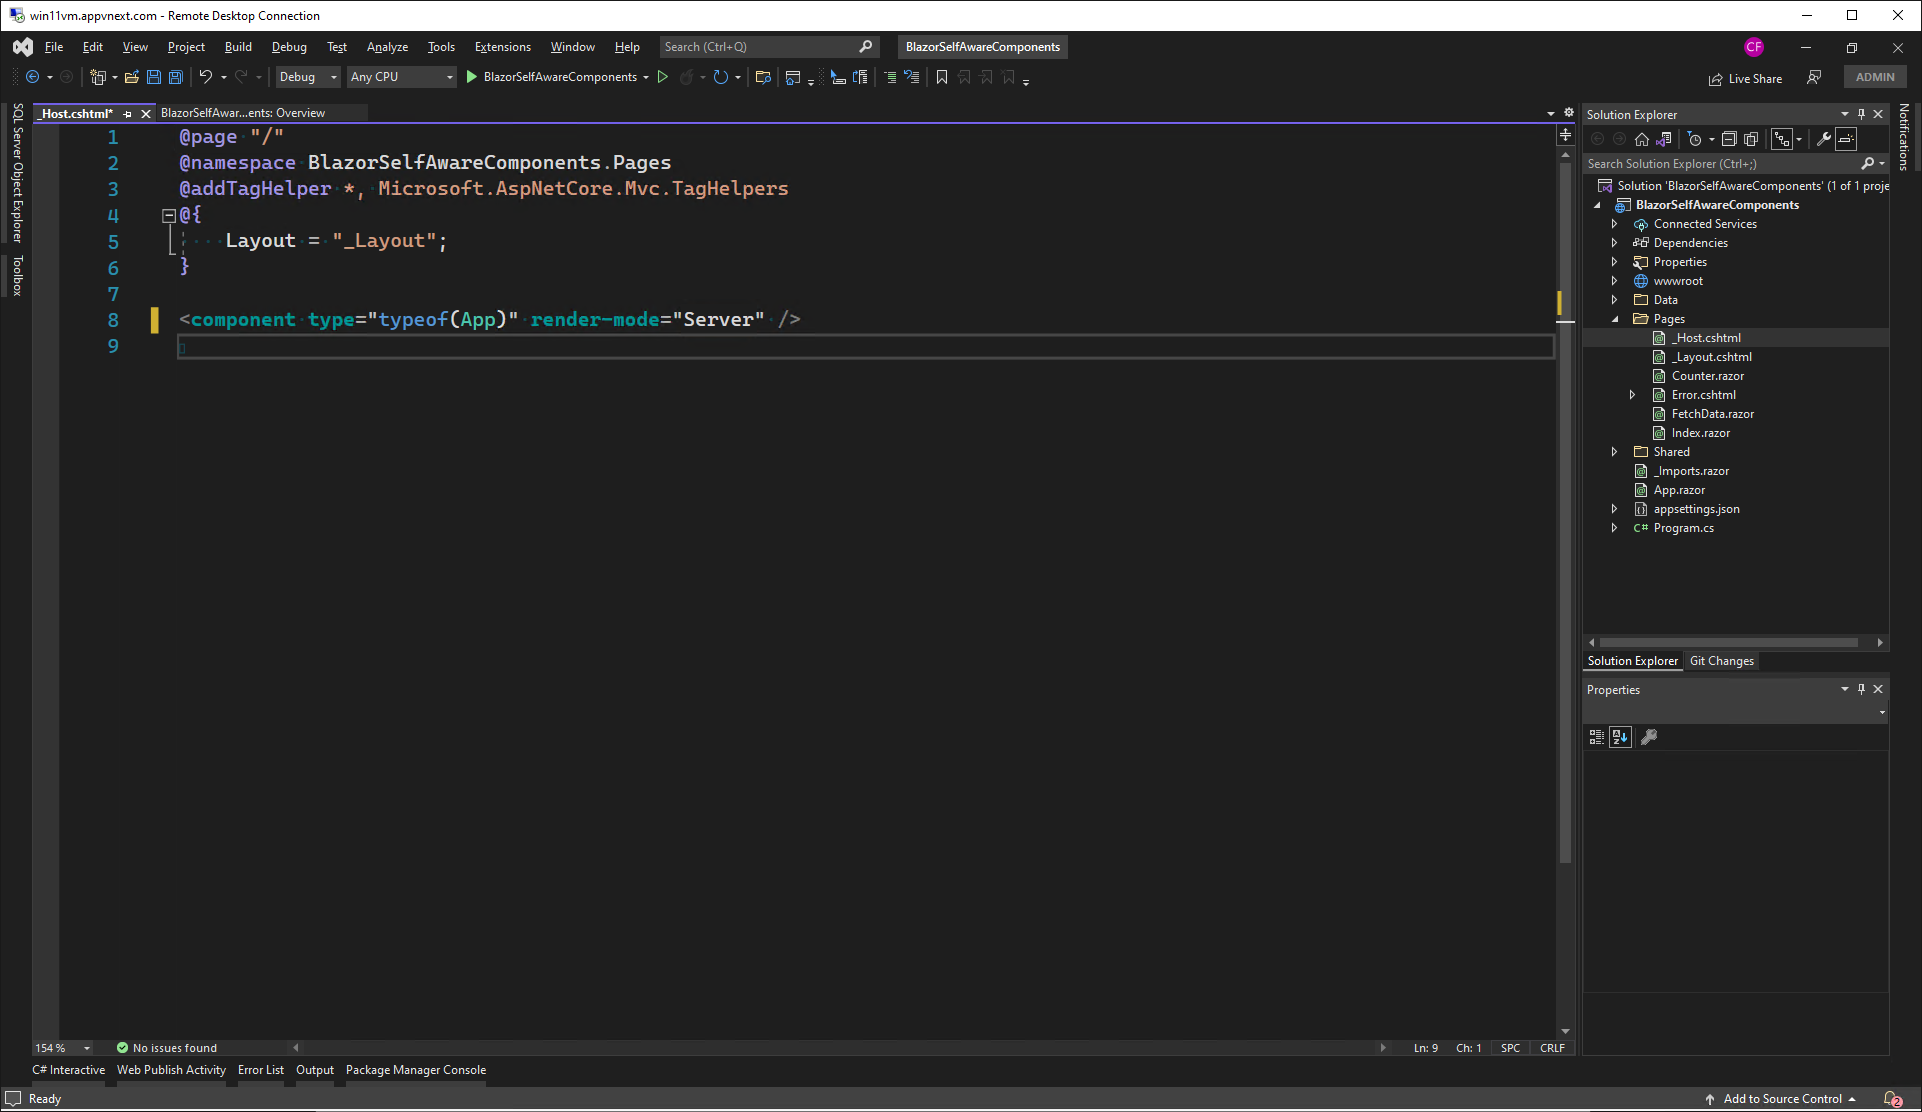 win11vm.appvnext.com - Remote Desktop Connection
File Edit View Project Build Debug Test Analyze Tools Extensions Window Help Search (Ctrl+Q) BlazorSelfAwareComponents CF
Debug Any CPU BlazorSelfAwareComponents Live Share ADMIN
SQL Server Object Explorer
Toolbox
_Host.cshtml* BlazorSelfAwar...ents: Overview
1 @page "/"
2 @namespace BlazorSelfAwareComponents.Pages
3 @addTagHelper *, Microsoft.AspNetCore.Mvc.TagHelpers
4 @{
5 Layout = "_Layout";
6 }
7
8 <component type="typeof(App)" render-mode="Server" />
9
154 % No issues found Ln: 9 Ch: 1 SPC CRLF
Solution Explorer
Search Solution Explorer (Ctrl+;)
Solution 'BlazorSelfAwareComponents' (1 of 1 proje
BlazorSelfAwareComponents
Connected Services
Dependencies
Properties
wwwroot
Data
Pages
_Host.cshtml
_Layout.cshtml
Counter.razor
Error.cshtml
FetchData.razor
Index.razor
Shared
_Imports.razor
App.razor
appsettings.json
C# Program.cs
Solution Explorer Git Changes
Properties
Notifications
C# Interactive Web Publish Activity Error List Output Package Manager Console
Ready Add to Source Control 2